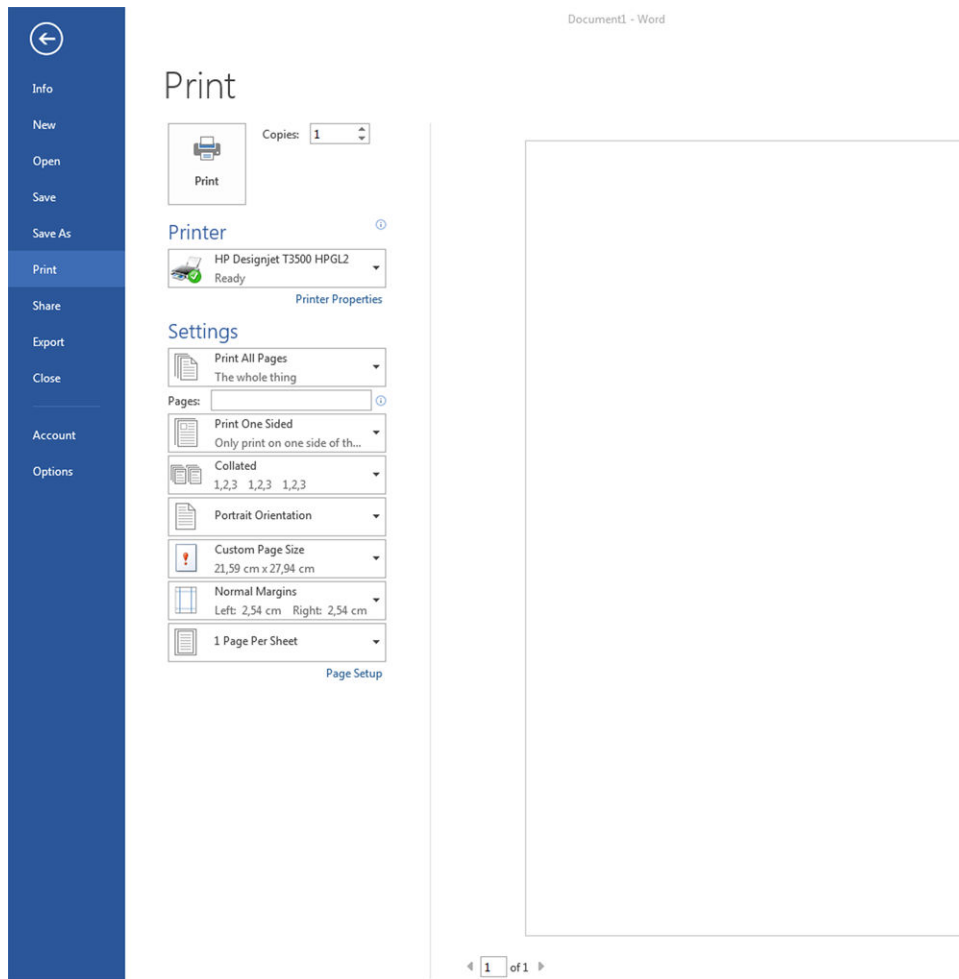 Document1 - Word
Info
New
Open
Save
Save As
Print
Share
Export
Close
Account
Options
Print
Print
Copies: 1
Printer
HP Designjet T3500 HPGL2
Ready
Printer Properties
Settings
Print All Pages
The whole thing
Pages:
Print One Sided
Only print on one side of th...
Collated
1,2,3 1,2,3 1,2,3
Portrait Orientation
Custom Page Size
21,59 cm x 27,94 cm
Normal Margins
Left: 2,54 cm Right: 2,54 cm
1 Page Per Sheet
Page Setup
1 of 1